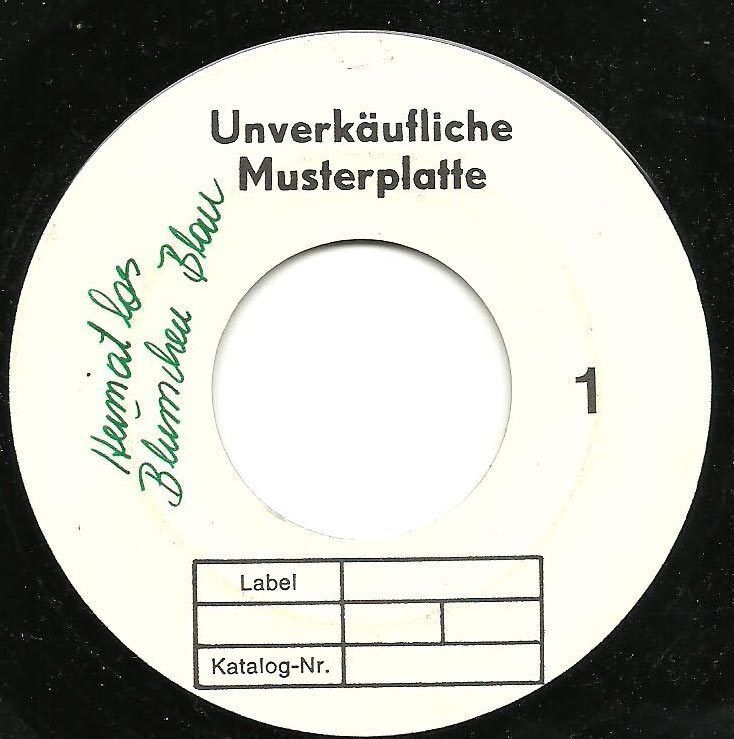 Unverkäufliche
Musterplatte
Heimatlos
Blümchen Blau
1
Label
Katalog-Nr.